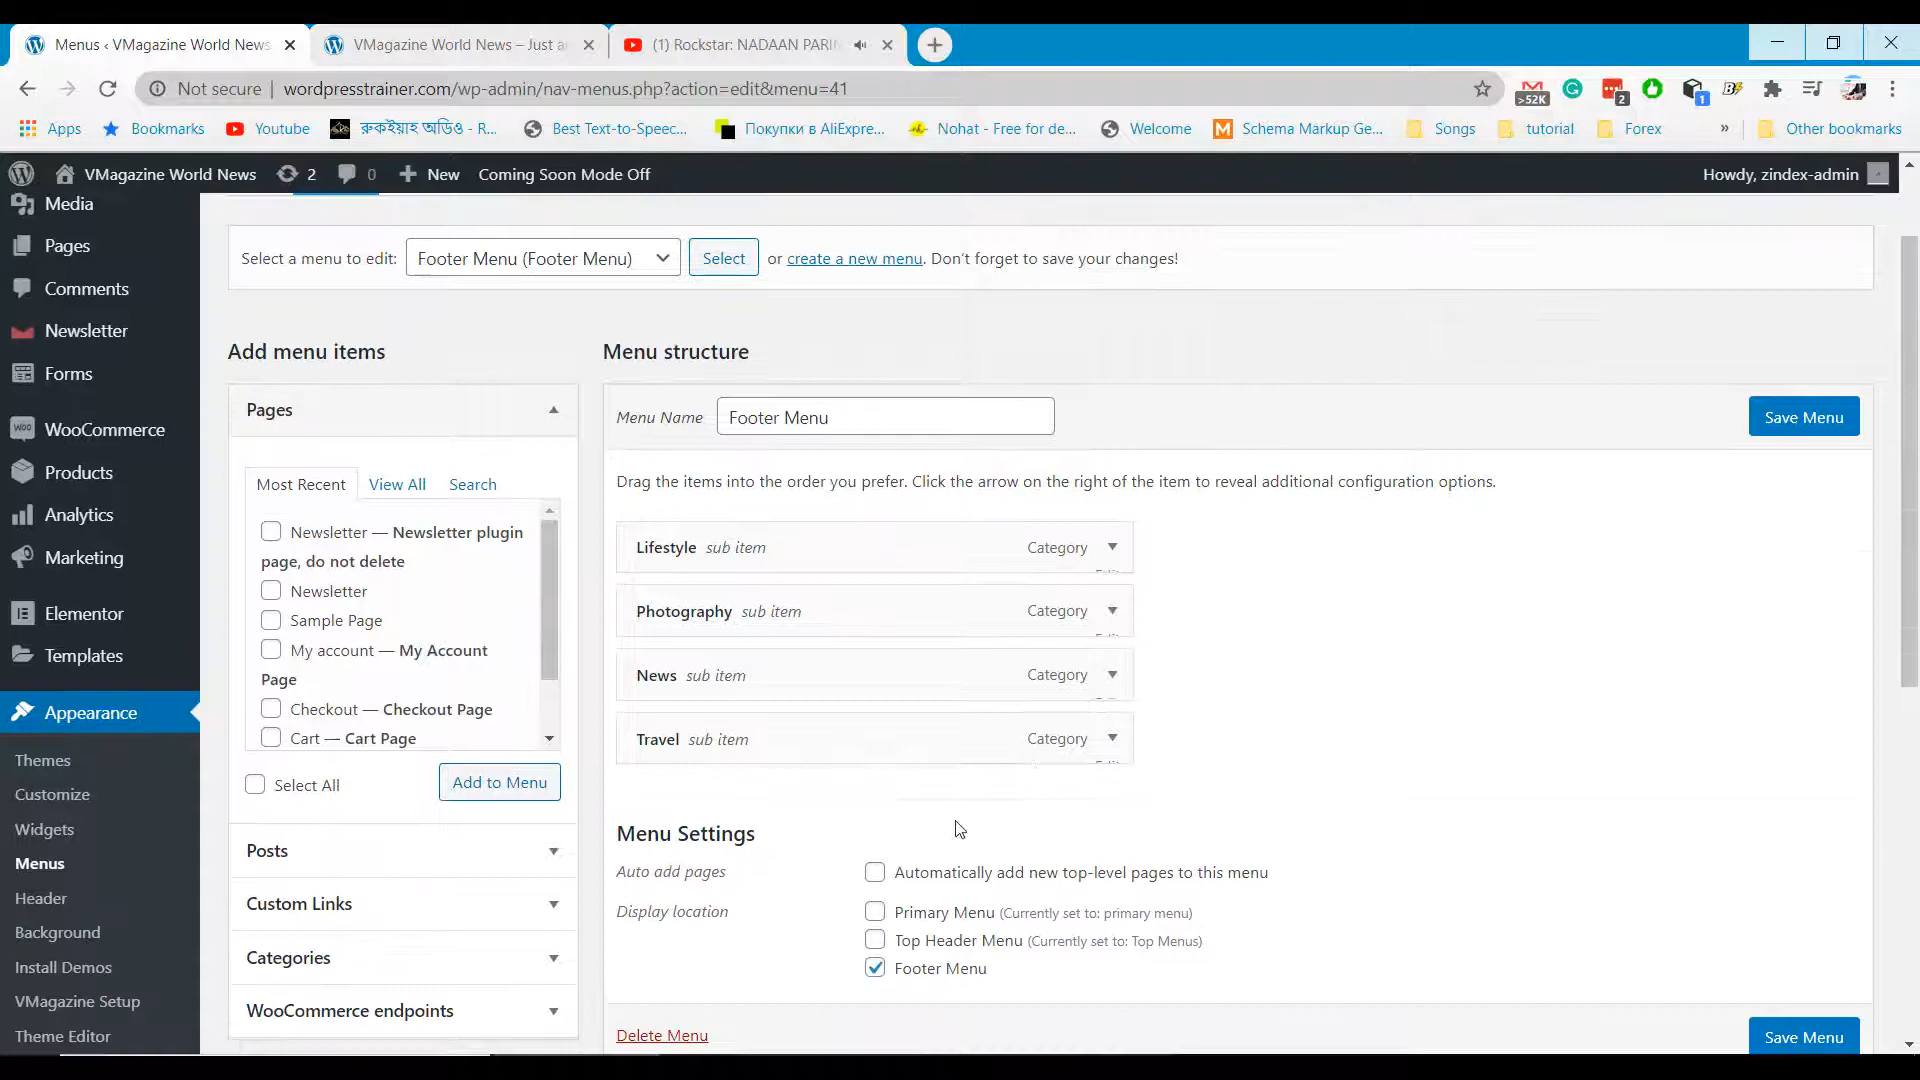 Menus ‹ VMagazine World News
VMagazine World News – Just a
(1) Rockstar: NADAAN PARIN
Not secure | wordpresstrainer.com/wp-admin/nav-menus.php?action=edit&menu=41
>52K
2
1
Apps
Bookmarks
Youtube
রুকইয়াহ অডিও - R...
Best Text-to-Speec...
Покупки в AliExpre...
Nohat - Free for de...
Welcome
Schema Markup Ge...
Songs
tutorial
Forex
»
Other bookmarks
VMagazine World News
2
0
New
Coming Soon Mode Off
Howdy, zindex-admin
Media
Pages
Comments
Newsletter
Forms
WooCommerce
Products
Analytics
Marketing
Elementor
Templates
Appearance
Themes
Customize
Widgets
Menus
Header
Background
Install Demos
VMagazine Setup
Theme Editor
Select a menu to edit: Footer Menu (Footer Menu) Select or create a new menu. Don't forget to save your changes!
Add menu items
Pages
Most Recent View All Search
Newsletter — Newsletter plugin
page, do not delete
Newsletter
Sample Page
My account — My Account
Page
Checkout — Checkout Page
Cart — Cart Page
Select All
Add to Menu
Posts
Custom Links
Categories
WooCommerce endpoints
Menu structure
Menu Name Footer Menu
Save Menu
Drag the items into the order you prefer. Click the arrow on the right of the item to reveal additional configuration options.
Lifestyle sub item Category
Photography sub item Category
News sub item Category
Travel sub item Category
Menu Settings
Auto add pages
Automatically add new top-level pages to this menu
Display location
Primary Menu (Currently set to: primary menu)
Top Header Menu (Currently set to: Top Menus)
Footer Menu
Delete Menu
Save Menu